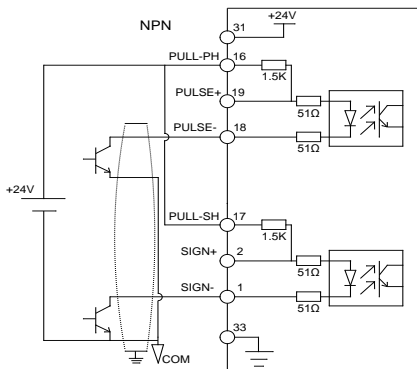 NPN
+24V
31
PULL-PH 16
1.5K
PULSE+ 19
51Ω
PULSE- 18
51Ω
+24V
PULL-SH 17
1.5K
SIGN+ 2
51Ω
SIGN- 1
51Ω
33
COM